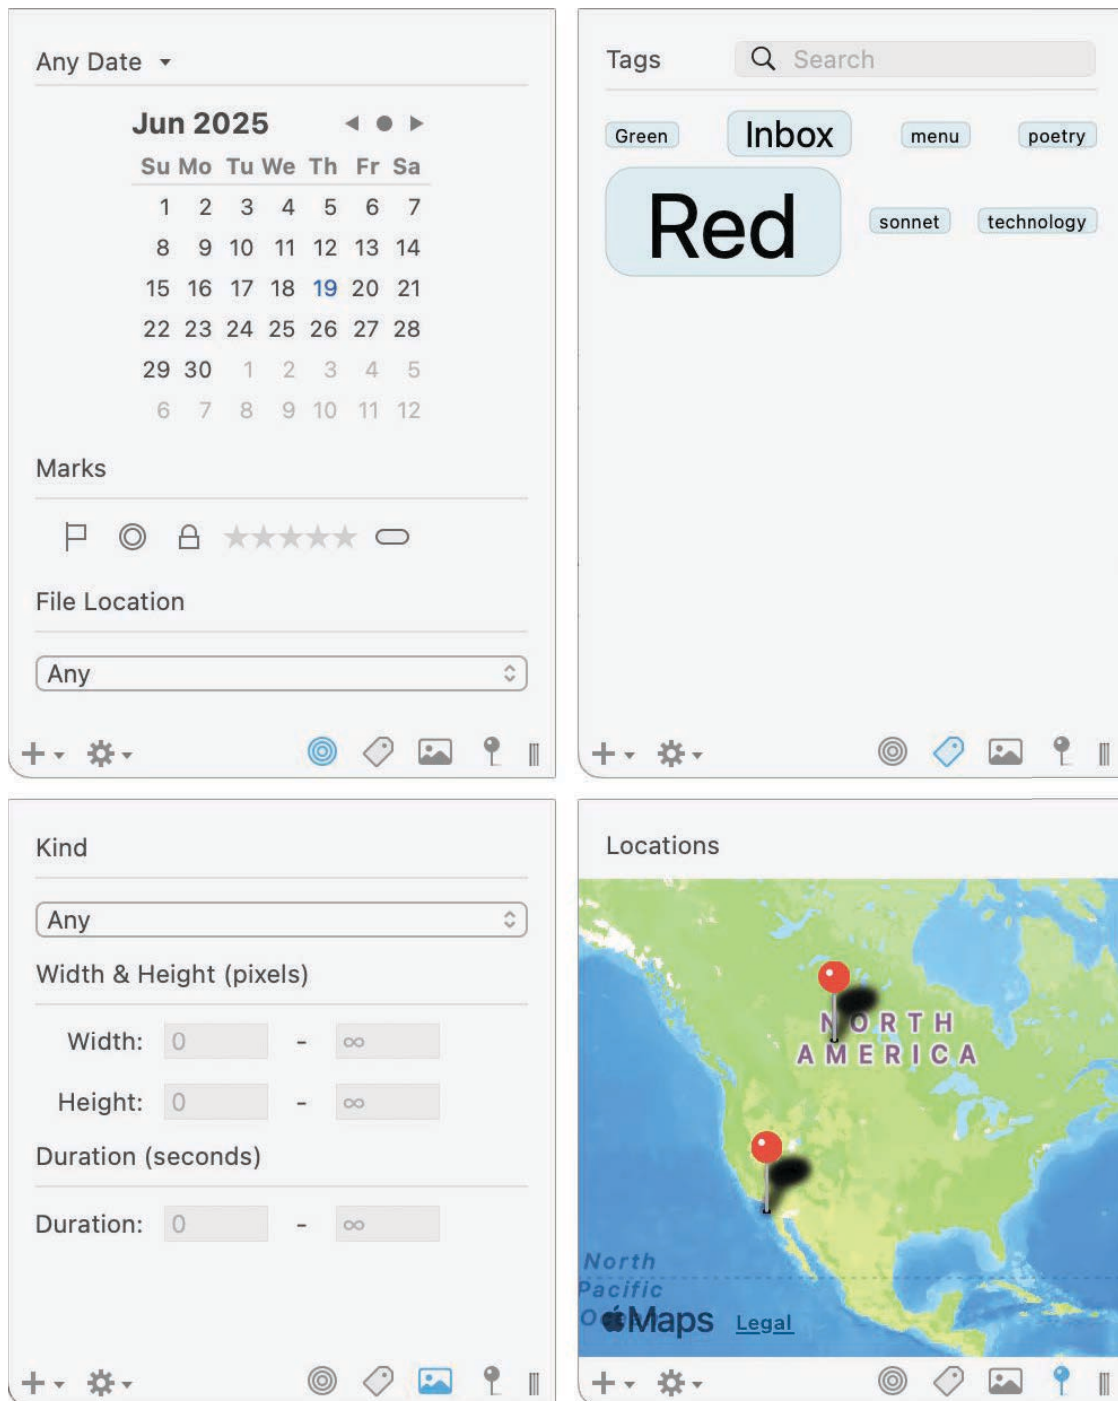 Any Date
Jun 2025
Su Mo Tu We Th Fr Sa
1 2 3 4 5 6 7
8 9 10 11 12 13 14
15 16 17 18 19 20 21
22 23 24 25 26 27 28
29 30 1 2 3 4 5
6 7 8 9 10 11 12
Marks
File Location
Any
Tags
Search
Green Inbox menu poetry
Red sonnet technology
Kind
Any
Width & Height (pixels)
Width: 0 - ∞
Height: 0 - ∞
Duration (seconds)
Duration: 0 - ∞
Locations
NORTH
AMERICA
North
Pacific
Ocean
Maps Legal